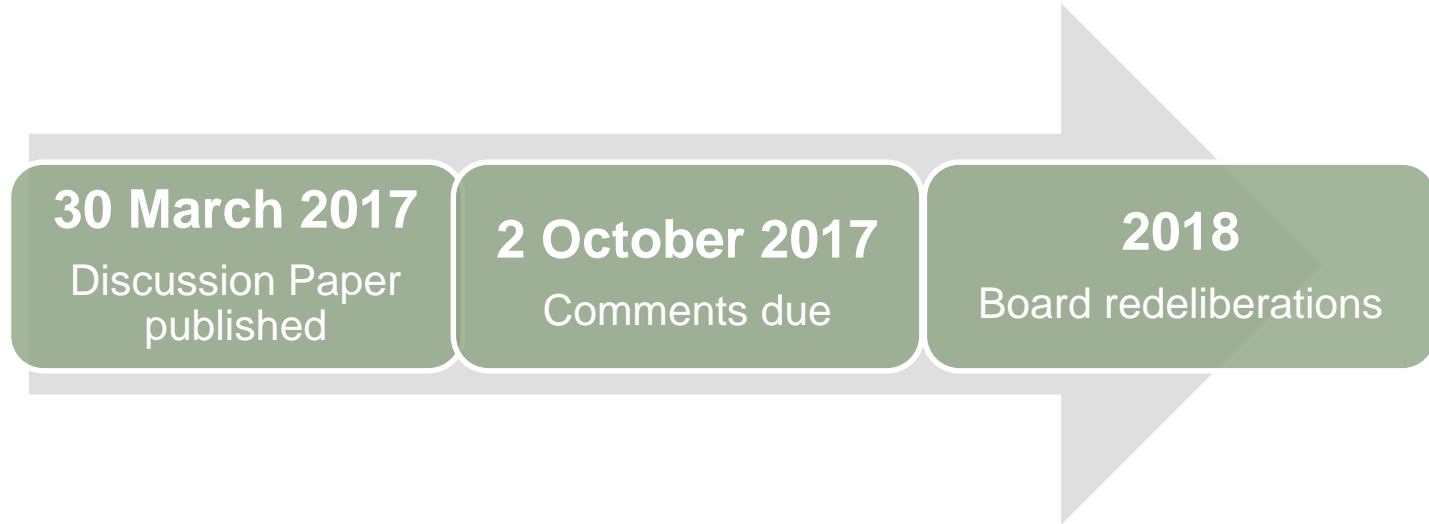 30 March 2017
Discussion Paper
published
2 October 2017
Comments due
2018
Board redeliberations